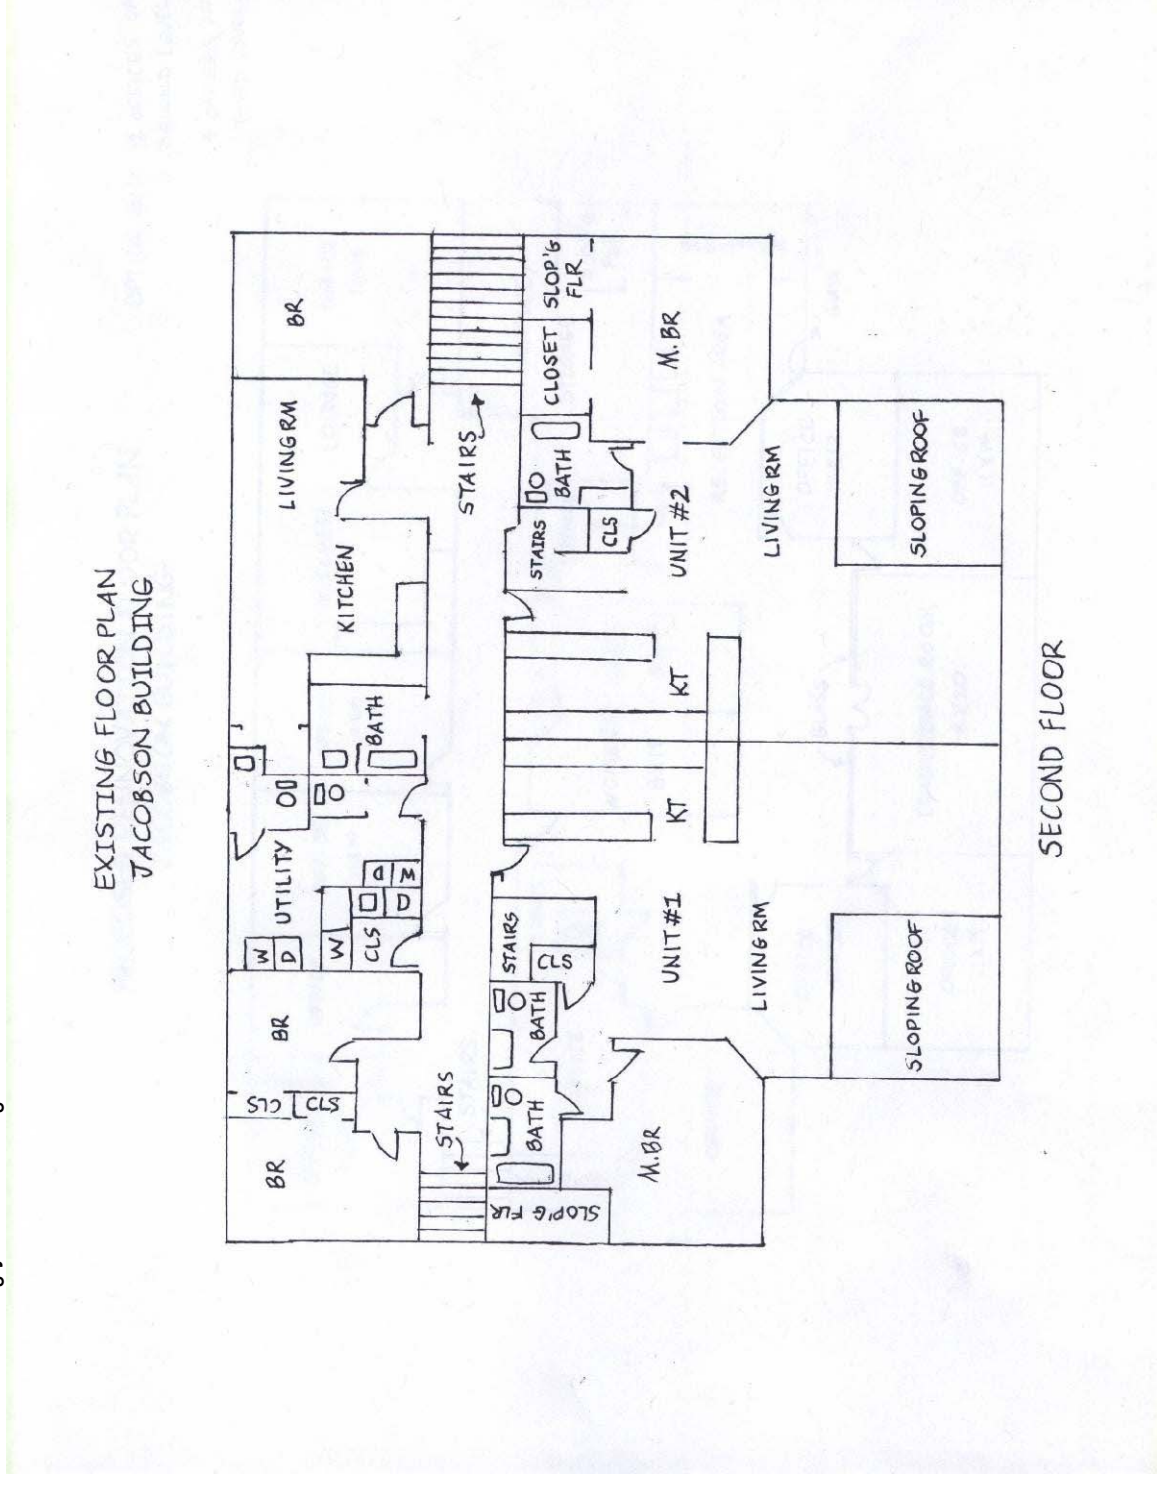 EXISTING FLOOR PLAN
JACOBSON BUILDING
BR
CLS
CLS
BR
W
D
UTILITY
LIVING RM
BR
W
CLS
D
D
W
BATH
KITCHEN
STAIRS
STAIRS
SLOP'G FLR
BATH
BATH
STAIRS
CLS
STAIRS
CLS
BATH
CLOSET
SLOP'G
FLR
M.BR
UNIT #1
KT
KT
UNIT #2
M.BR
LIVING RM
LIVING RM
SLOPING ROOF
SLOPING ROOF
SECOND FLOOR